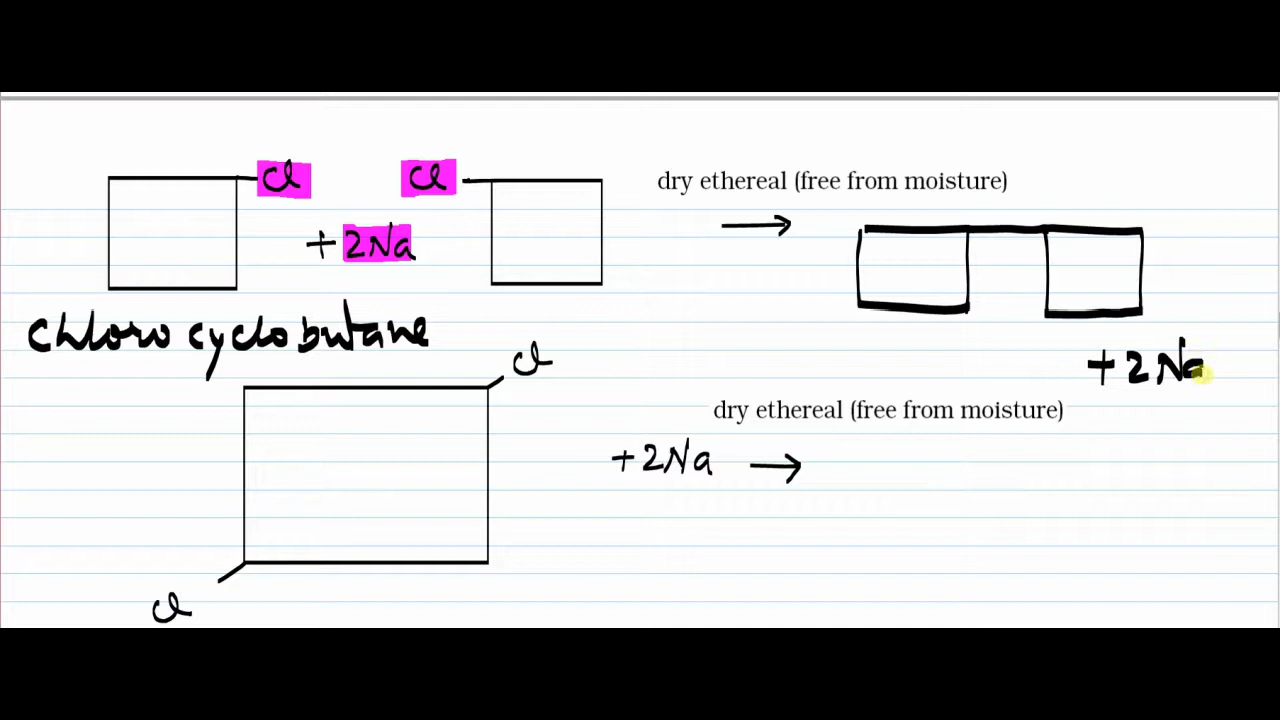 Cl Cl dry ethereal (free from moisture)
+ 2Na →
Chloro cyclobutane
Cl
+ 2Na
dry ethereal (free from moisture)
+ 2Na →
Cl